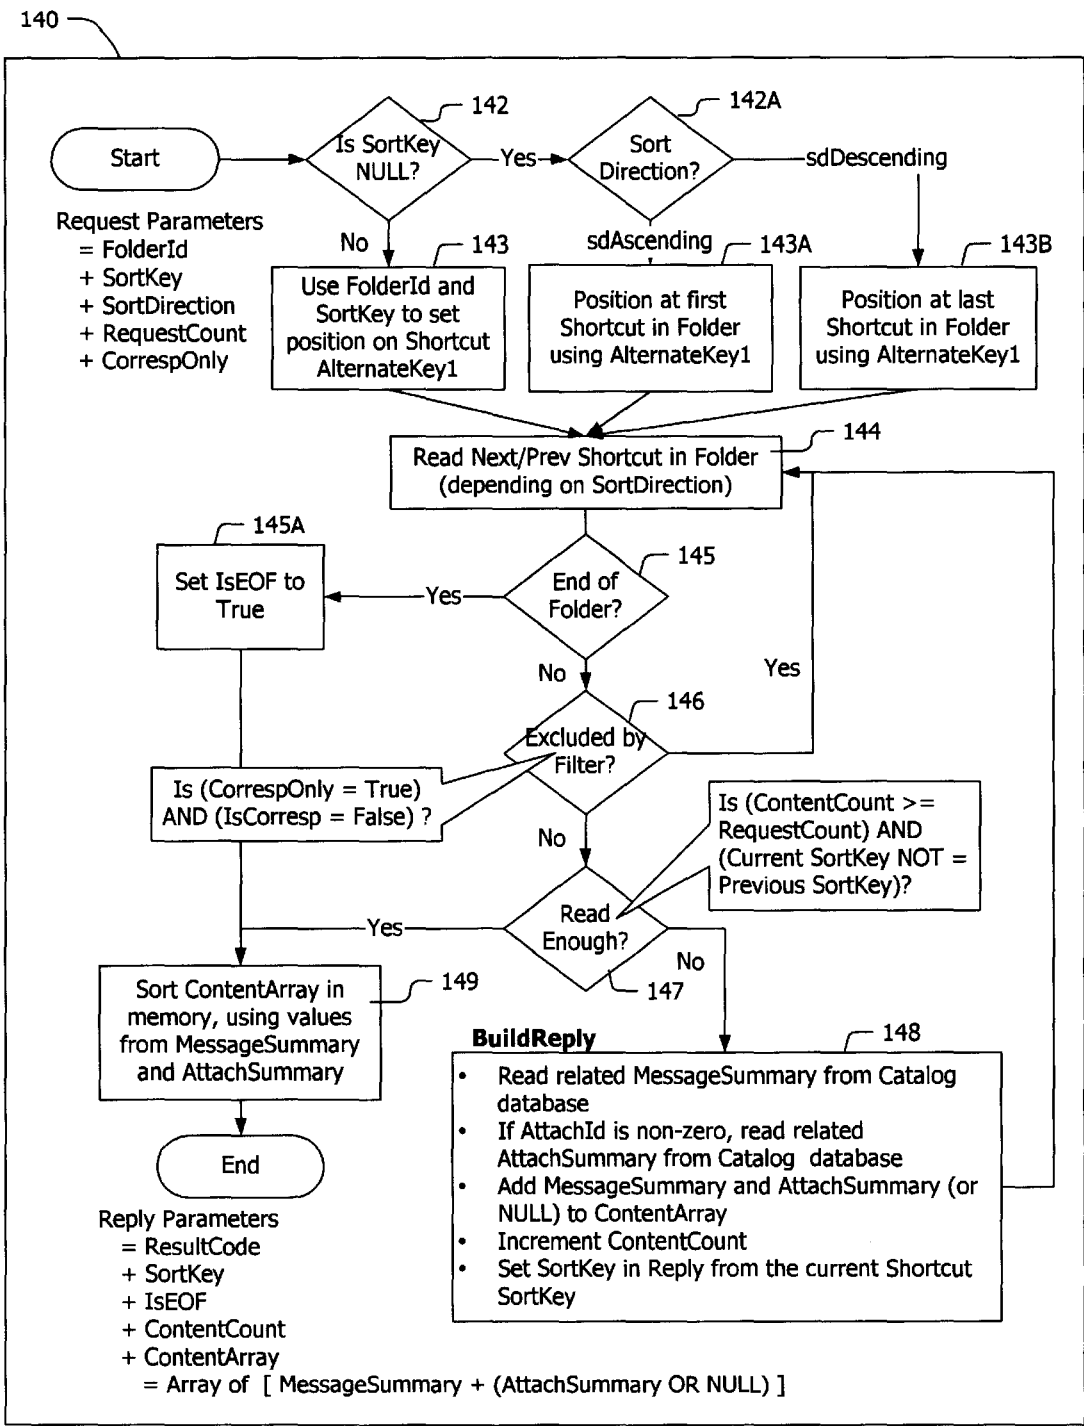 140
142
142A
Start
Is SortKey
NULL?
Yes
Sort
Direction?
sdDescending
Request Parameters
= FolderId
+ SortKey
+ SortDirection
+ RequestCount
+ CorrespOnly
No
143
sdAscending
143A
143B
Use FolderId and
SortKey to set
position on Shortcut
AlternateKey1
Position at first
Shortcut in Folder
using AlternateKey1
Position at last
Shortcut in Folder
using AlternateKey1
144
Read Next/Prev Shortcut in Folder
(depending on SortDirection)
145A
145
Set IsEOF to
True
Yes
End of
Folder?
No
Yes
146
Excluded by
Filter?
Is (CorrespOnly = True)
AND (IsCorresp = False) ?
No
Is (ContentCount >=
RequestCount) AND
(Current SortKey NOT =
Previous SortKey)?
Yes
Read
Enough?
No
147
149
Sort ContentArray in
memory, using values
from MessageSummary
and AttachSummary
BuildReply
148
• Read related MessageSummary from Catalog
database
• If AttachId is non-zero, read related
AttachSummary from Catalog database
• Add MessageSummary and AttachSummary (or
NULL) to ContentArray
• Increment ContentCount
• Set SortKey in Reply from the current Shortcut
SortKey
End
Reply Parameters
= ResultCode
+ SortKey
+ IsEOF
+ ContentCount
+ ContentArray
= Array of [ MessageSummary + (AttachSummary OR NULL) ]